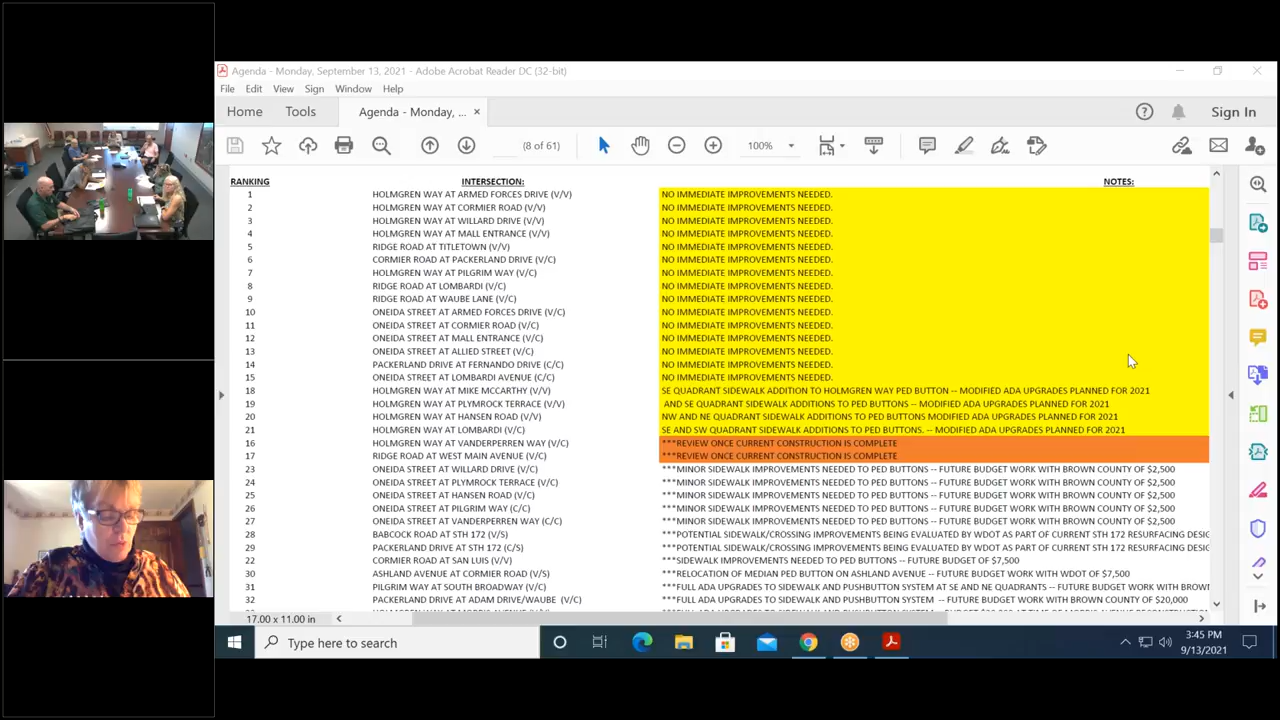 Agenda - Monday, September 13, 2021 - Adobe Acrobat Reader DC (32-bit)
File Edit View Sign Window Help
Home Tools Agenda - Monday, ... × Sign In
(8 of 61) 100%
RANKING INTERSECTION: NOTES:
1 HOLMGREN WAY AT ARMED FORCES DRIVE (V/V) NO IMMEDIATE IMPROVEMENTS NEEDED.
2 HOLMGREN WAY AT CORMIER ROAD (V/V) NO IMMEDIATE IMPROVEMENTS NEEDED.
3 HOLMGREN WAY AT WILLARD DRIVE (V/V) NO IMMEDIATE IMPROVEMENTS NEEDED.
4 HOLMGREN WAY AT MALL ENTRANCE (V/V) NO IMMEDIATE IMPROVEMENTS NEEDED.
5 RIDGE ROAD AT TITLETOWN (V/V) NO IMMEDIATE IMPROVEMENTS NEEDED.
6 CORMIER ROAD AT PACKERLAND DRIVE (V/C) NO IMMEDIATE IMPROVEMENTS NEEDED.
7 HOLMGREN WAY AT PILGRIM WAY (V/C) NO IMMEDIATE IMPROVEMENTS NEEDED.
8 RIDGE ROAD AT LOMBARDI (V/C) NO IMMEDIATE IMPROVEMENTS NEEDED.
9 RIDGE ROAD AT WAUBE LANE (V/C) NO IMMEDIATE IMPROVEMENTS NEEDED.
10 ONEIDA STREET AT ARMED FORCES DRIVE (V/C) NO IMMEDIATE IMPROVEMENTS NEEDED.
11 ONEIDA STREET AT CORMIER ROAD (V/C) NO IMMEDIATE IMPROVEMENTS NEEDED.
12 ONEIDA STREET AT MALL ENTRANCE (V/C) NO IMMEDIATE IMPROVEMENTS NEEDED.
13 ONEIDA STREET AT ALLIED STREET (V/C) NO IMMEDIATE IMPROVEMENTS NEEDED.
14 PACKERLAND DRIVE AT FERNANDO DRIVE (C/C) NO IMMEDIATE IMPROVEMENTS NEEDED.
15 ONEIDA STREET AT LOMBARDI AVENUE (C/C) NO IMMEDIATE IMPROVEMENTS NEEDED.
18 HOLMGREN WAY AT MIKE MCCARTHY (V/V) SE QUADRANT SIDEWALK ADDITION TO HOLMGREN WAY PED BUTTON -- MODIFIED ADA UPGRADES PLANNED FOR 2021
19 HOLMGREN WAY AT PLYMROCK TERRACE (V/V) AND SE QUADRANT SIDEWALK ADDITIONS TO PED BUTTONS -- MODIFIED ADA UPGRADES PLANNED FOR 2021
20 HOLMGREN WAY AT HANSEN ROAD (V/V) NW AND NE QUADRANT SIDEWALK ADDITIONS TO PED BUTTONS MODIFIED ADA UPGRADES PLANNED FOR 2021
21 HOLMGREN WAY AT LOMBARDI (V/C) SE AND SW QUADRANT SIDEWALK ADDITIONS TO PED BUTTONS. -- MODIFIED ADA UPGRADES PLANNED FOR 2021
16 HOLMGREN WAY AT VANDERPERREN WAY (V/C) ***REVIEW ONCE CURRENT CONSTRUCTION IS COMPLETE
17 RIDGE ROAD AT WEST MAIN AVENUE (V/C) ***REVIEW ONCE CURRENT CONSTRUCTION IS COMPLETE
23 ONEIDA STREET AT WILLARD DRIVE (V/C) ***MINOR SIDEWALK IMPROVEMENTS NEEDED TO PED BUTTONS -- FUTURE BUDGET WORK WITH BROWN COUNTY OF $2,500
24 ONEIDA STREET AT PLYMROCK TERRACE (V/C) ***MINOR SIDEWALK IMPROVEMENTS NEEDED TO PED BUTTONS -- FUTURE BUDGET WORK WITH BROWN COUNTY OF $2,500
25 ONEIDA STREET AT HANSEN ROAD (V/C) ***MINOR SIDEWALK IMPROVEMENTS NEEDED TO PED BUTTONS -- FUTURE BUDGET WORK WITH BROWN COUNTY OF $2,500
26 ONEIDA STREET AT PILGRIM WAY (C/C) ***MINOR SIDEWALK IMPROVEMENTS NEEDED TO PED BUTTONS -- FUTURE BUDGET WORK WITH BROWN COUNTY OF $2,500
27 ONEIDA STREET AT VANDERPERREN WAY (C/C) ***MINOR SIDEWALK IMPROVEMENTS NEEDED TO PED BUTTONS -- FUTURE BUDGET WORK WITH BROWN COUNTY OF $2,500
28 BABCOCK ROAD AT STH 172 (V/S) ***POTENTIAL SIDEWALK/CROSSING IMPROVEMENTS BEING EVALUATED BY WDOT AS PART OF CURRENT STH 172 RESURFACING DESIG
29 PACKERLAND DRIVE AT STH 172 (C/S) ***POTENTIAL SIDEWALK/CROSSING IMPROVEMENTS BEING EVALUATED BY WDOT AS PART OF CURRENT STH 172 RESURFACING DESIG
22 CORMIER ROAD AT SAN LUIS (V/V) ***SIDEWALK IMPROVEMENTS NEEDED TO PED BUTTONS -- FUTURE BUDGET OF $7,500
30 ASHLAND AVENUE AT CORMIER ROAD (V/S) ***RELOCATION OF MEDIAN PED BUTTON ON ASHLAND AVENUE -- FUTURE BUDGET WORK WITH WDOT OF $7,500
31 PILGRIM WAY AT SOUTH BROADWAY (V/C) ***FULL ADA UPGRADES TO SIDEWALK AND PUSHBUTTON SYSTEM AT SE AND NE QUADRANTS -- FUTURE BUDGET WORK WITH BROWN
32 PACKERLAND DRIVE AT ADAM DRIVE/WAUBE (V/C) ***FULL ADA UPGRADES TO SIDEWALK AND PUSHBUTTON SYSTEM -- FUTURE BUDGET WORK WITH BROWN COUNTY OF $20,000
17.00 x 11.00 in
Type here to search 3:45 PM
9/13/2021